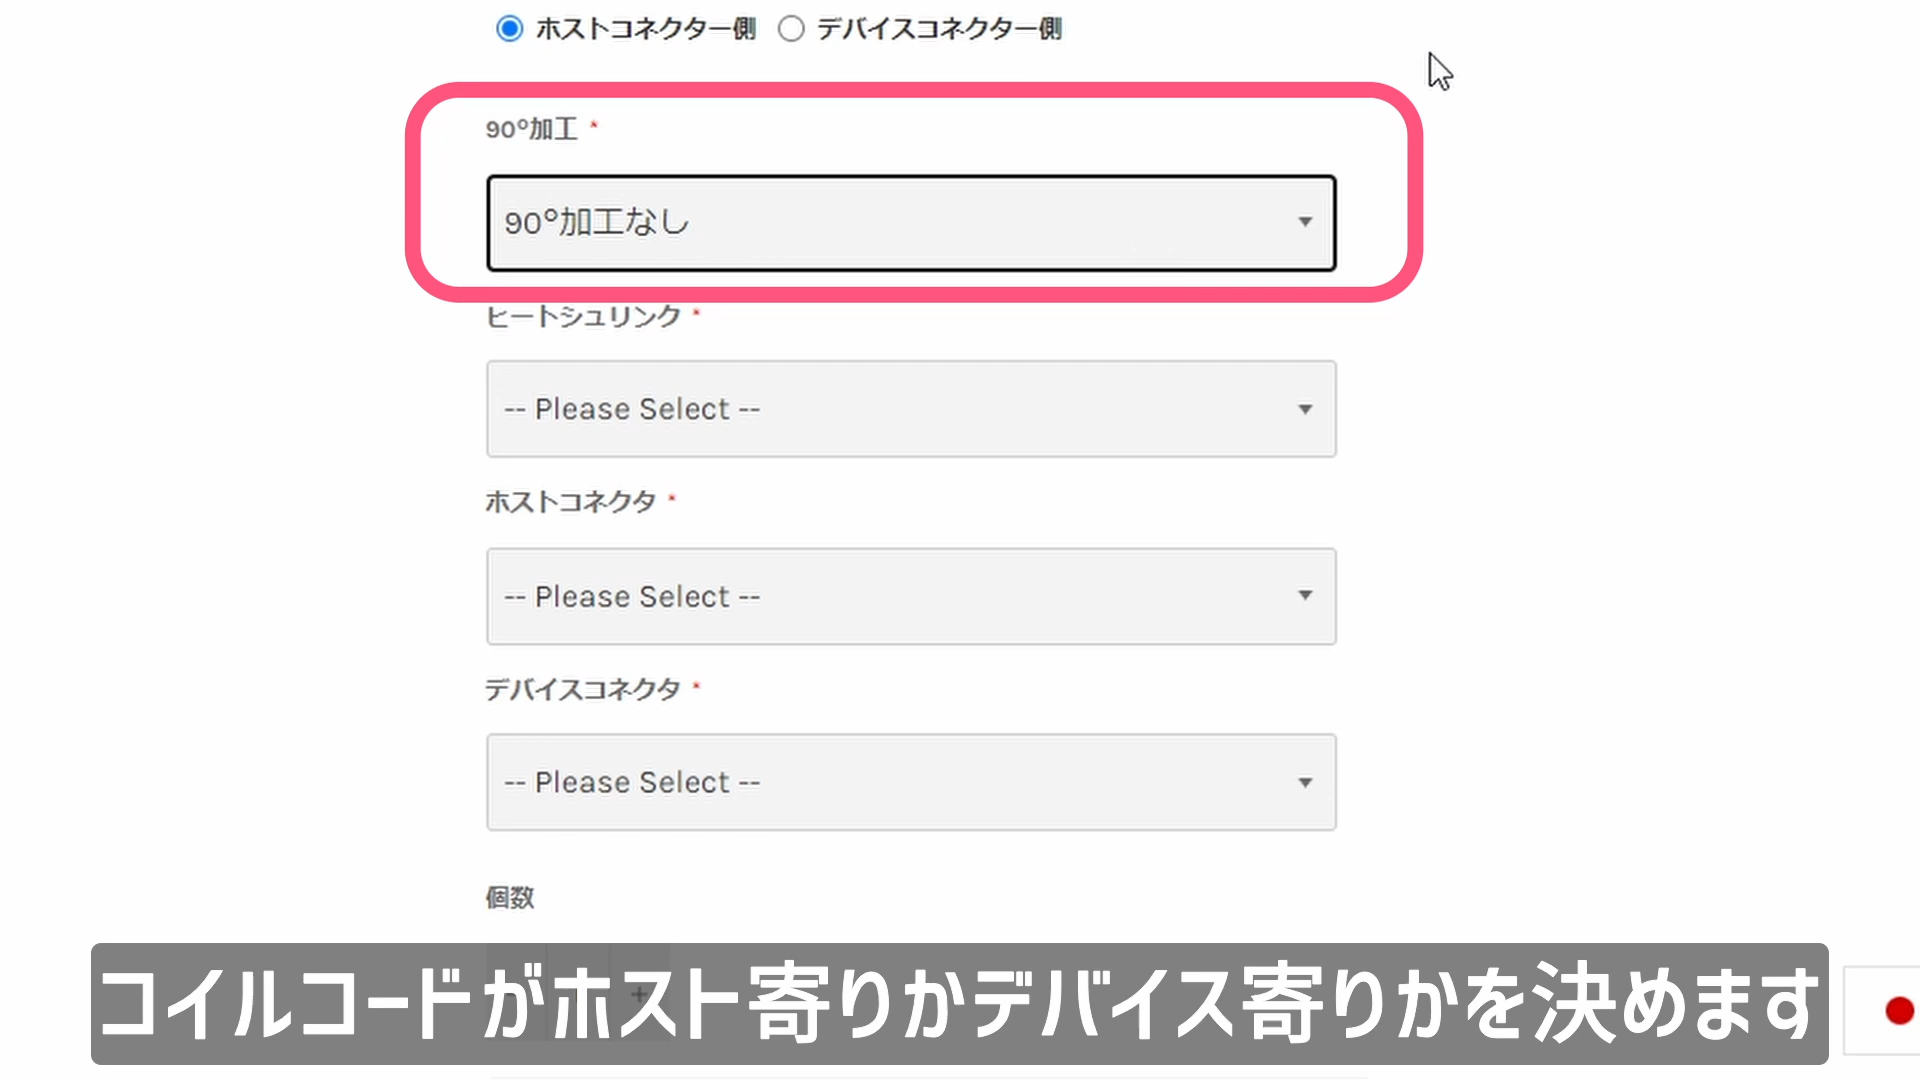 ホストコネクター側 デバイスコネクター側
90°加工 *
90°加工なし
ヒートシュリンク *
-- Please Select --
ホストコネクタ *
-- Please Select --
デバイスコネクタ *
-- Please Select --
個数
+
コイルコードがホスト寄りかデバイス寄りかを決めます